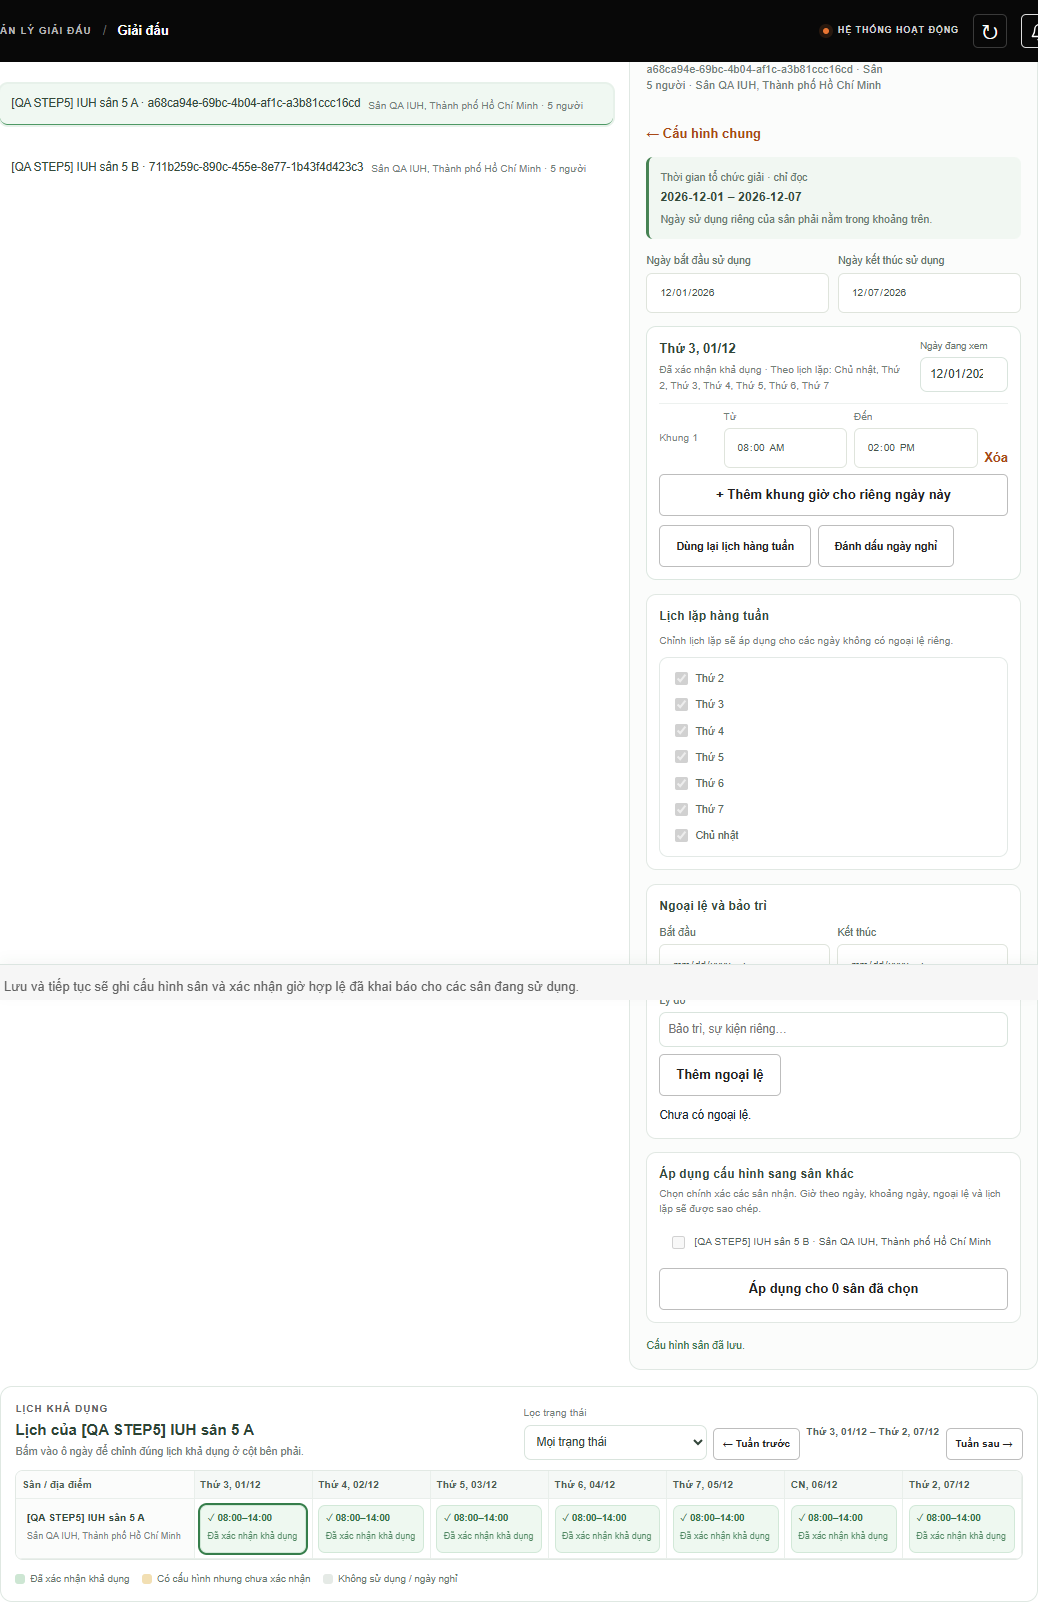 ẢN LÝ GIẢI ĐẤU / Giải đấu
HỆ THỐNG HOẠT ĐỘNG
[QA STEP5] IUH sân 5 A · a68ca94e-69bc-4b04-af1c-a3b81ccc16cd Sân QA IUH, Thành phố Hồ Chí Minh · 5 người
[QA STEP5] IUH sân 5 B · 711b259c-890c-455e-8e77-1b43f4d423c3 Sân QA IUH, Thành phố Hồ Chí Minh · 5 người
a68ca94e-69bc-4b04-af1c-a3b81ccc16cd · Sân
5 người · Sân QA IUH, Thành phố Hồ Chí Minh
← Cấu hình chung
Thời gian tổ chức giải · chỉ đọc
2026-12-01 – 2026-12-07
Ngày sử dụng riêng của sân phải nằm trong khoảng trên.
Ngày bắt đầu sử dụng
Ngày kết thúc sử dụng
12/01/2026
12/07/2026
Thứ 3, 01/12
Đã xác nhận khả dụng · Theo lịch lặp: Chủ nhật, Thứ
2, Thứ 3, Thứ 4, Thứ 5, Thứ 6, Thứ 7
Ngày đang xem
12/01/202
Từ
Đến
Khung 1
08:00 AM
02:00 PM
Xóa
+ Thêm khung giờ cho riêng ngày này
Dùng lại lịch hàng tuần
Đánh dấu ngày nghỉ
Lịch lặp hàng tuần
Chỉnh lịch lặp sẽ áp dụng cho các ngày không có ngoại lệ riêng.
Thứ 2
Thứ 3
Thứ 4
Thứ 5
Thứ 6
Thứ 7
Chủ nhật
Ngoại lệ và bảo trì
Bắt đầu
Kết thúc
Lưu và tiếp tục sẽ ghi cấu hình sân và xác nhận giờ hợp lệ đã khai báo cho các sân đang sử dụng.
Lý do
Bảo trì, sự kiện riêng...
Thêm ngoại lệ
Chưa có ngoại lệ.
Áp dụng cấu hình sang sân khác
Chọn chính xác các sân nhận. Giờ theo ngày, khoảng ngày, ngoại lệ và lịch
lặp sẽ được sao chép.
[QA STEP5] IUH sân 5 B · Sân QA IUH, Thành phố Hồ Chí Minh
Áp dụng cho 0 sân đã chọn
Cấu hình sân đã lưu.
LỊCH KHẢ DỤNG
Lịch của [QA STEP5] IUH sân 5 A
Bấm vào ô ngày để chỉnh đúng lịch khả dụng ở cột bên phải.
Lọc trạng thái
Mọi trạng thái
← Tuần trước
Thứ 3, 01/12 – Thứ 2, 07/12
Tuần sau →
Sân / địa điểm
Thứ 3, 01/12
Thứ 4, 02/12
Thứ 5, 03/12
Thứ 6, 04/12
Thứ 7, 05/12
CN, 06/12
Thứ 2, 07/12
[QA STEP5] IUH sân 5 A
Sân QA IUH, Thành phố Hồ Chí Minh
✓ 08:00–14:00
Đã xác nhận khả dụng
✓ 08:00–14:00
Đã xác nhận khả dụng
✓ 08:00–14:00
Đã xác nhận khả dụng
✓ 08:00–14:00
Đã xác nhận khả dụng
✓ 08:00–14:00
Đã xác nhận khả dụng
✓ 08:00–14:00
Đã xác nhận khả dụng
✓ 08:00–14:00
Đã xác nhận khả dụng
Đã xác nhận khả dụng
Có cấu hình nhưng chưa xác nhận
Không sử dụng / ngày nghỉ